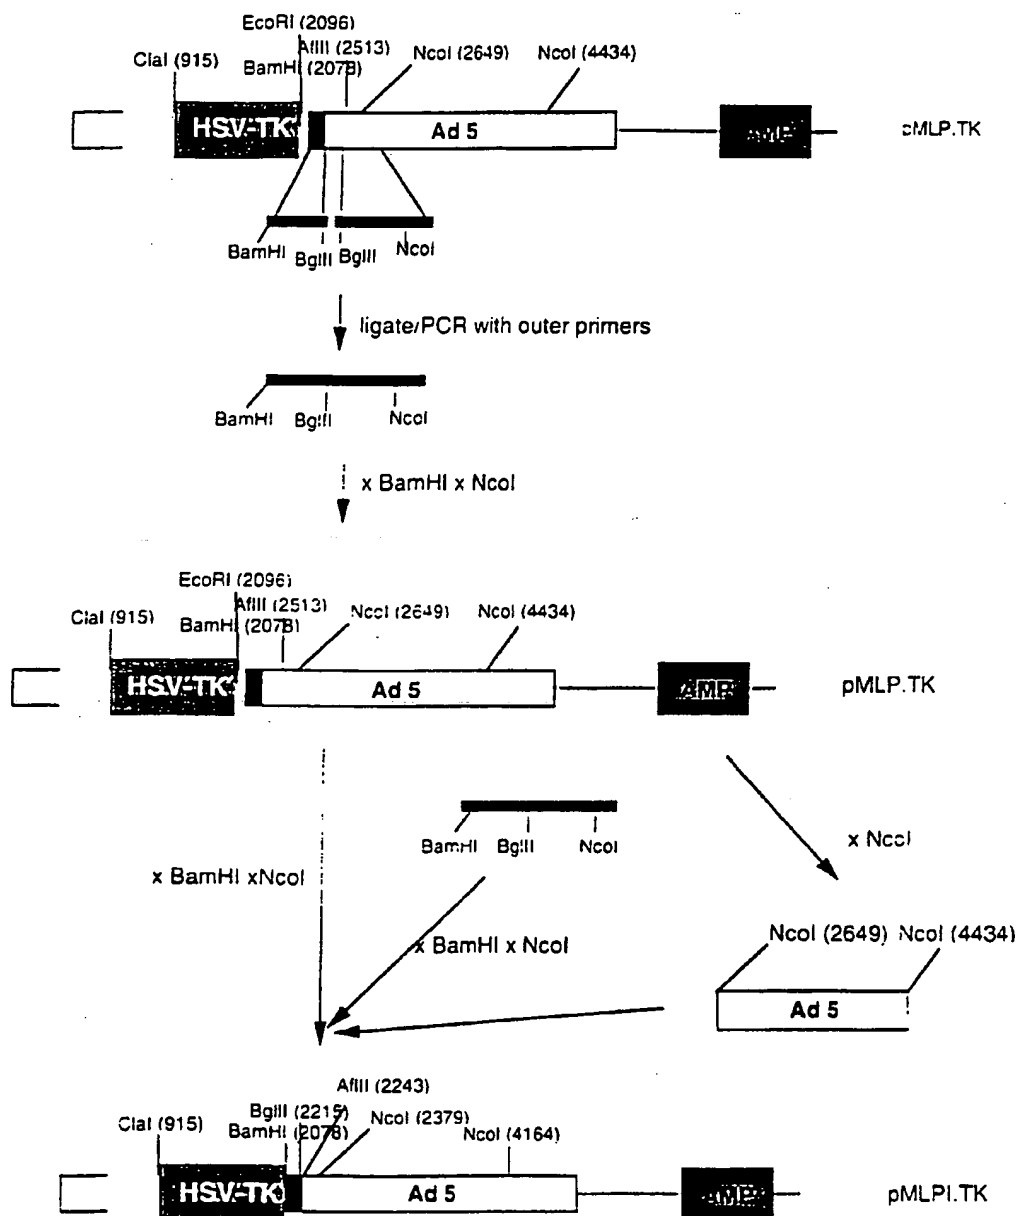 EcoRI (2096)
AflII (2513)
ClaI (915)
BamHI (2078)
NcoI (2649)
NcoI (4434)
HSV-TK
Ad 5
AMP
pMLP.TK
BamHI
BglII
BglII
NcoI
ligate/PCR with outer primers
BamHI
BglII
NcoI
x BamHI x NcoI
EcoRI (2096)
AflII (2513)
ClaI (915)
BamHI (2078)
NcoI (2649)
NcoI (4434)
HSV-TK
Ad 5
AMP
pMLP.TK
BamHI
BglII
NcoI
x NcoI
x BamHI xNcoI
x BamHI x NcoI
NcoI (2649)
NcoI (4434)
Ad 5
AflII (2243)
BglII (2215)
ClaI (915)
BamHI (2078)
NcoI (2379)
NcoI (4164)
HSV-TK
Ad 5
AMP
pMLPI.TK